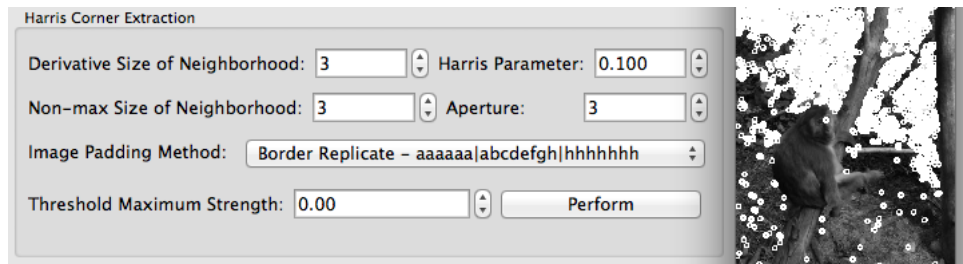 Harris Corner Extraction
Derivative Size of Neighborhood: 3 Harris Parameter: 0.100
Non-max Size of Neighborhood: 3 Aperture: 3
Image Padding Method: Border Replicate – aaaaaa|abcdefgh|hhhhhhh
Threshold Maximum Strength: 0.00 Perform